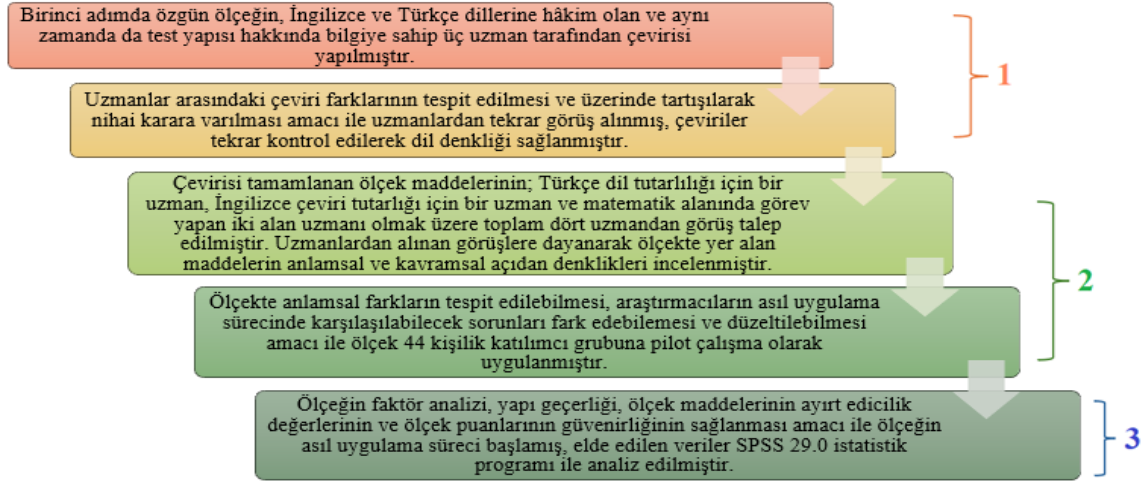 Birinci adımda özgün ölçeğin, İngilizce ve Türkçe dillerine hâkim olan ve aynı
zamanda da test yapısı hakkında bilgiye sahip üç uzman tarafından çevirisi
yapılmıştır.
1
Uzmanlar arasındaki çeviri farklarının tespit edilmesi ve üzerinde tartışılarak
nihai karara varılması amacı ile uzmanlardan tekrar görüş alınmış, çeviriler
tekrar kontrol edilerek dil denkliği sağlanmıştır.
Çevirisi tamamlanan ölçek maddelerinin; Türkçe dil tutarlılığı için bir
uzman, İngilizce çeviri tutarlığı için bir uzman ve matematik alanında görev
yapan iki alan uzmanı olmak üzere toplam dört uzmandan görüş talep
edilmiştir. Uzmanlardan alınan görüşlere dayanarak ölçekte yer alan
maddelerin anlamsal ve kavramsal açıdan denklikleri incelenmiştir.
2
Ölçekte anlamsal farkların tespit edilebilmesi, araştırmacıların asıl uygulama
sürecinde karşılaşılabilecek sorunları fark edebilemesi ve düzeltilebilmesi
amacı ile ölçek 44 kişilik katılımcı grubuna pilot çalışma olarak
uygulanmıştır.
Ölçeğin faktör analizi, yapı geçerliği, ölçek maddelerinin ayırt edicilik
değerlerinin ve ölçek puanlarının güvenirliğinin sağlanması amacı ile ölçeğin
asıl uygulama süreci başlamış, elde edilen veriler SPSS 29.0 istatistik
programı ile analiz edilmiştir.
3